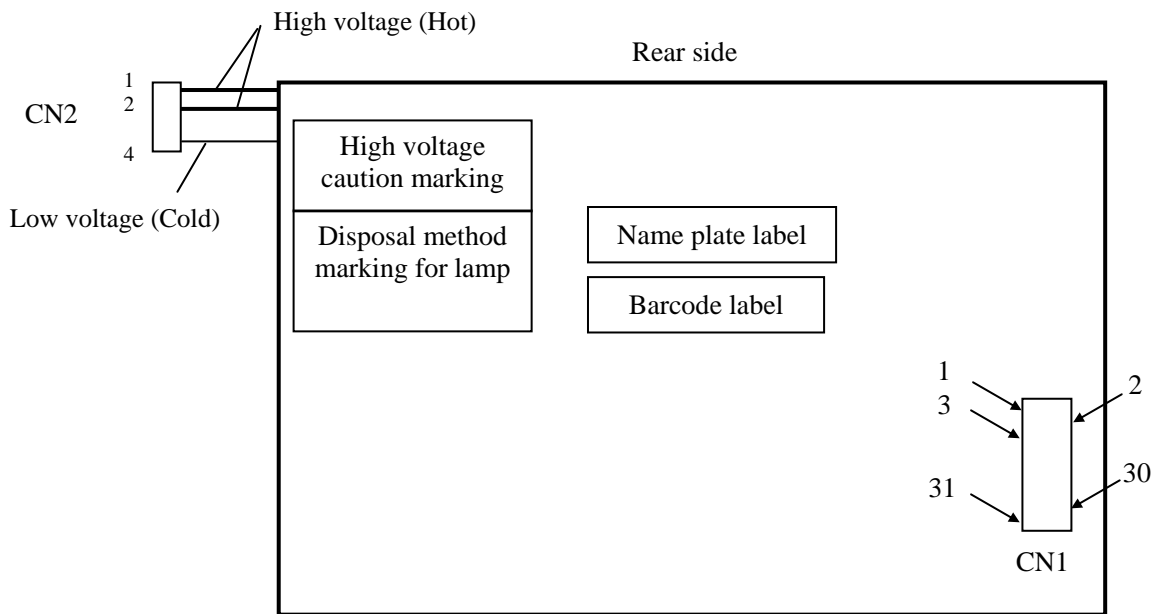 High voltage (Hot)
Rear side
1
2
CN2
4
Low voltage (Cold)
High voltage
caution marking
Disposal method
marking for lamp
Name plate label
Barcode label
1
2
3
31
30
CN1